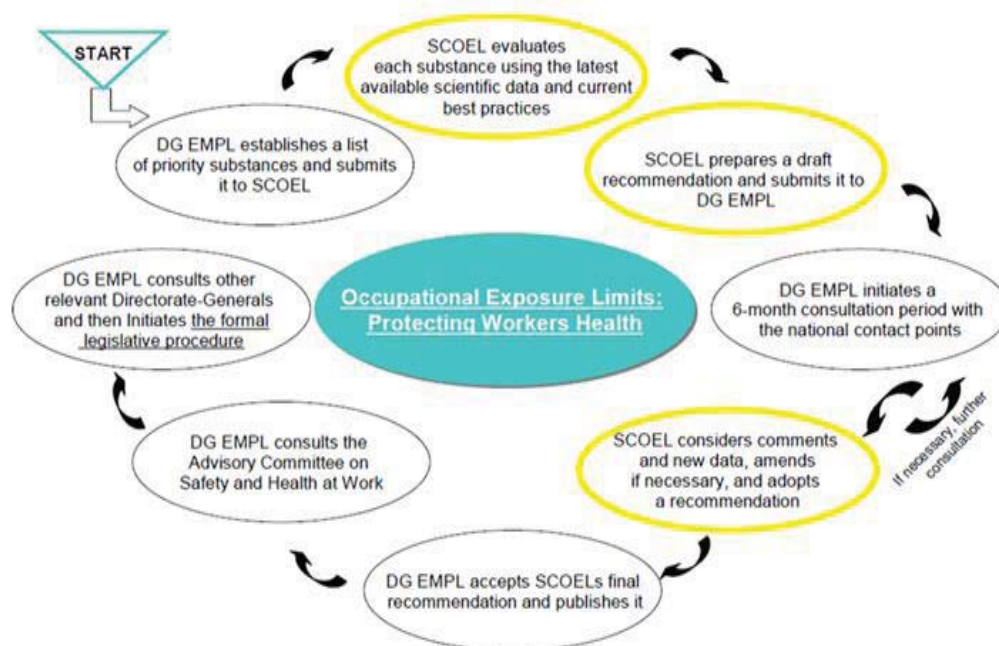 START
DG EMPL establishes a list
of priority substances and submits
it to SCOEL
SCOEL evaluates
each substance using the latest
available scientific data and current
best practices
SCOEL prepares a draft
recommendation and submits it to
DG EMPL
DG EMPL initiates a
6-month consultation period with
the national contact points
If necessary, further
consultation
SCOEL considers comments
and new data, amends
if necessary, and adopts
a recommendation
DG EMPL accepts SCOELs final
recommendation and publishes it
DG EMPL consults the
Advisory Committee on
Safety and Health at Work
DG EMPL consults other
relevant Directorate-Generals
and then Initiates the formal
legislative procedure
Occupational Exposure Limits:
Protecting Workers Health